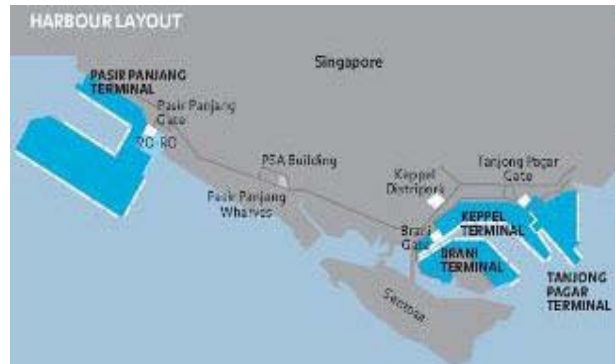 HARBOUR LAYOUT
Singapore
PASIR PANJANG
TERMINAL
Pasir Panjang
Gate
RO-RO
PSA Building
Pasir Panjang
Wharves
Keppel
Distripark
Tanjong Pagar
Gate
KEPPEL
TERMINAL
Brani
Gate
BRANI
TERMINAL
Sentosa
TANJONG
PAGAR
TERMINAL